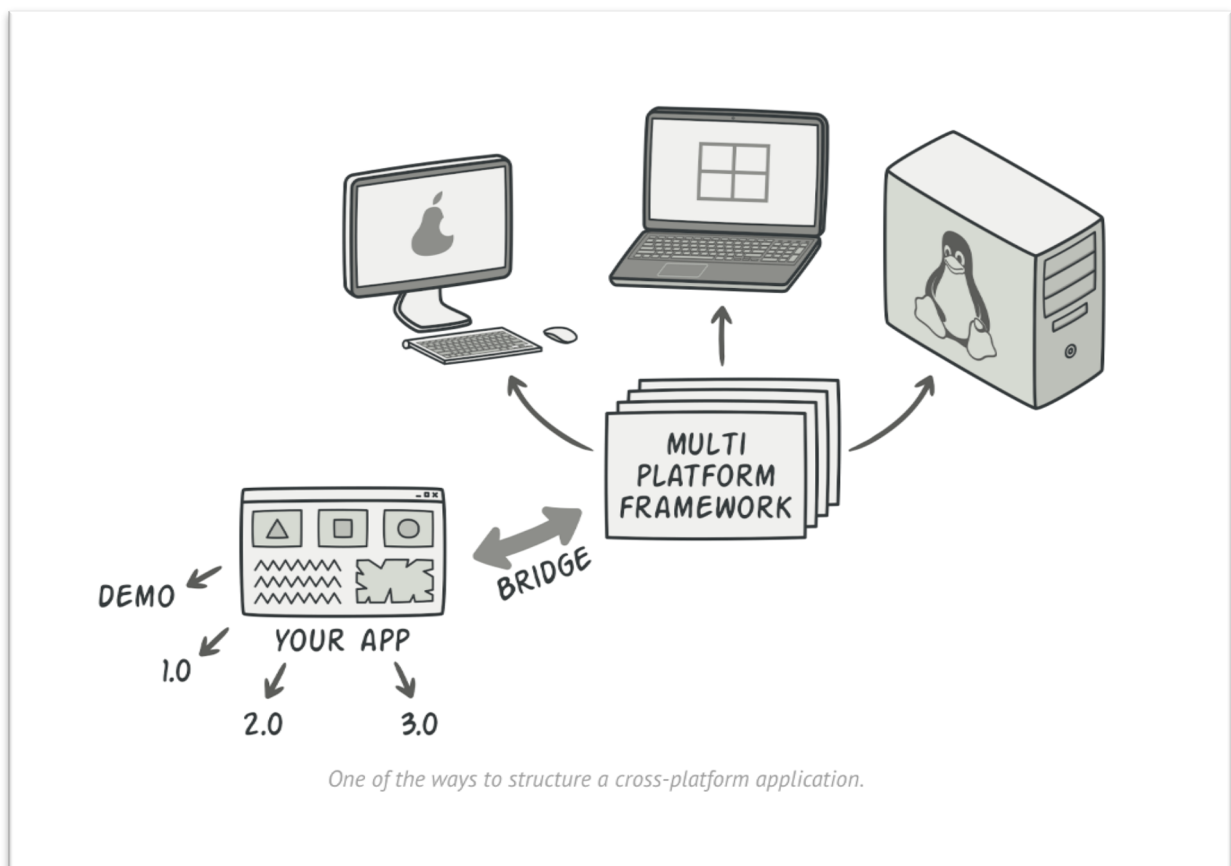 MULTI
PLATFORM
FRAMEWORK
BRIDGE
DEMO
YOUR APP
1.0
2.0
3.0
One of the ways to structure a cross-platform application.